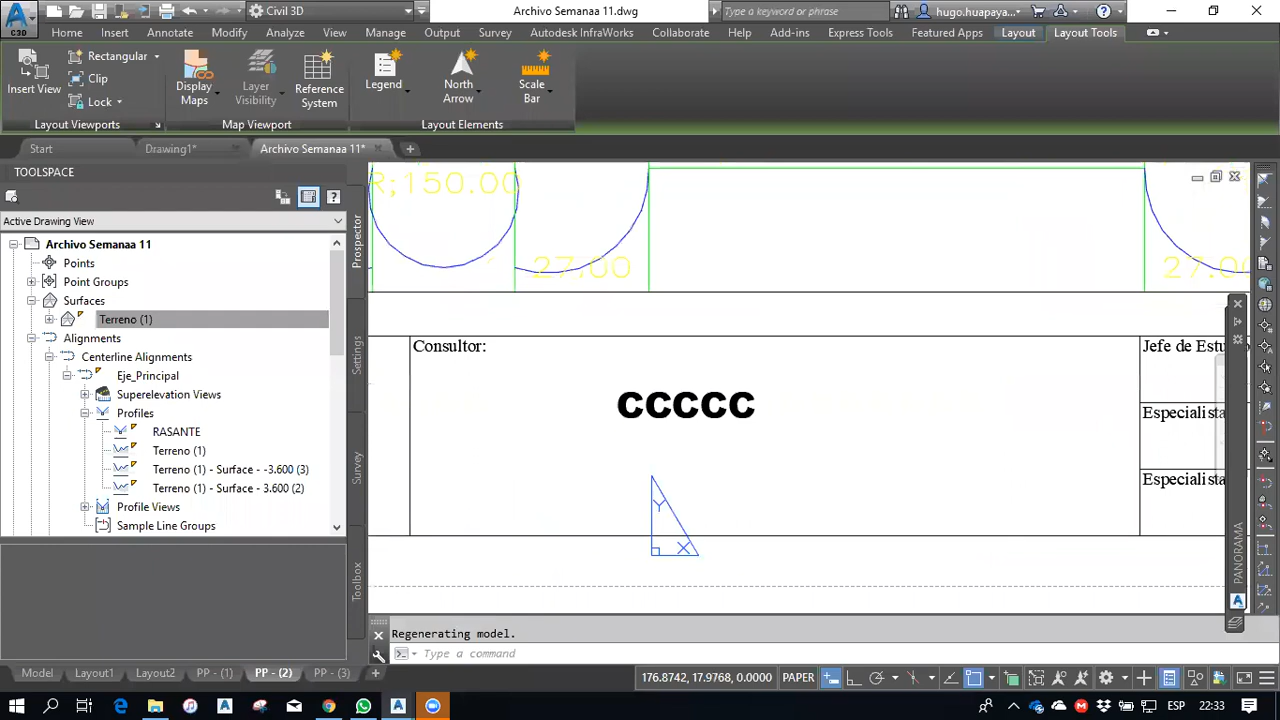 Civil 3D
Archivo Semanaa 11.dwg
Type a keyword or phrase
hugo.huapaya...
C3D
Home Insert Annotate Modify Analyze View Manage Output Survey Autodesk InfraWorks Collaborate Help Add-ins Express Tools Featured Apps Layout Layout Tools
Insert View
Rectangular
Clip
Lock
Display Maps
Layer Visibility
Reference System
Legend
North Arrow
Scale Bar
Layout Viewports
Map Viewport
Layout Elements
Start
Drawing1*
Archivo Semanaa 11*
TOOLSPACE
Active Drawing View
Archivo Semanaa 11
Points
Point Groups
Surfaces
Terreno (1)
Alignments
Centerline Alignments
Eje_Principal
Superelevation Views
Profiles
RASANTE
Terreno (1)
Terreno (1) - Surface - -3.600 (3)
Terreno (1) - Surface - 3.600 (2)
Profile Views
Sample Line Groups
Prospector
Settings
Survey
Toolbox
R;150.00
27.00
27.00
Consultor:
CCCCC
Y
X
Jefe de Estu
Especialista
Especialista
PANORAMA
Regenerating model.
Type a command
Model Layout1 Layout2 PP - (1) PP - (2) PP - (3)
176.8742, 17.9768, 0.0000 PAPER
ESP 22:33